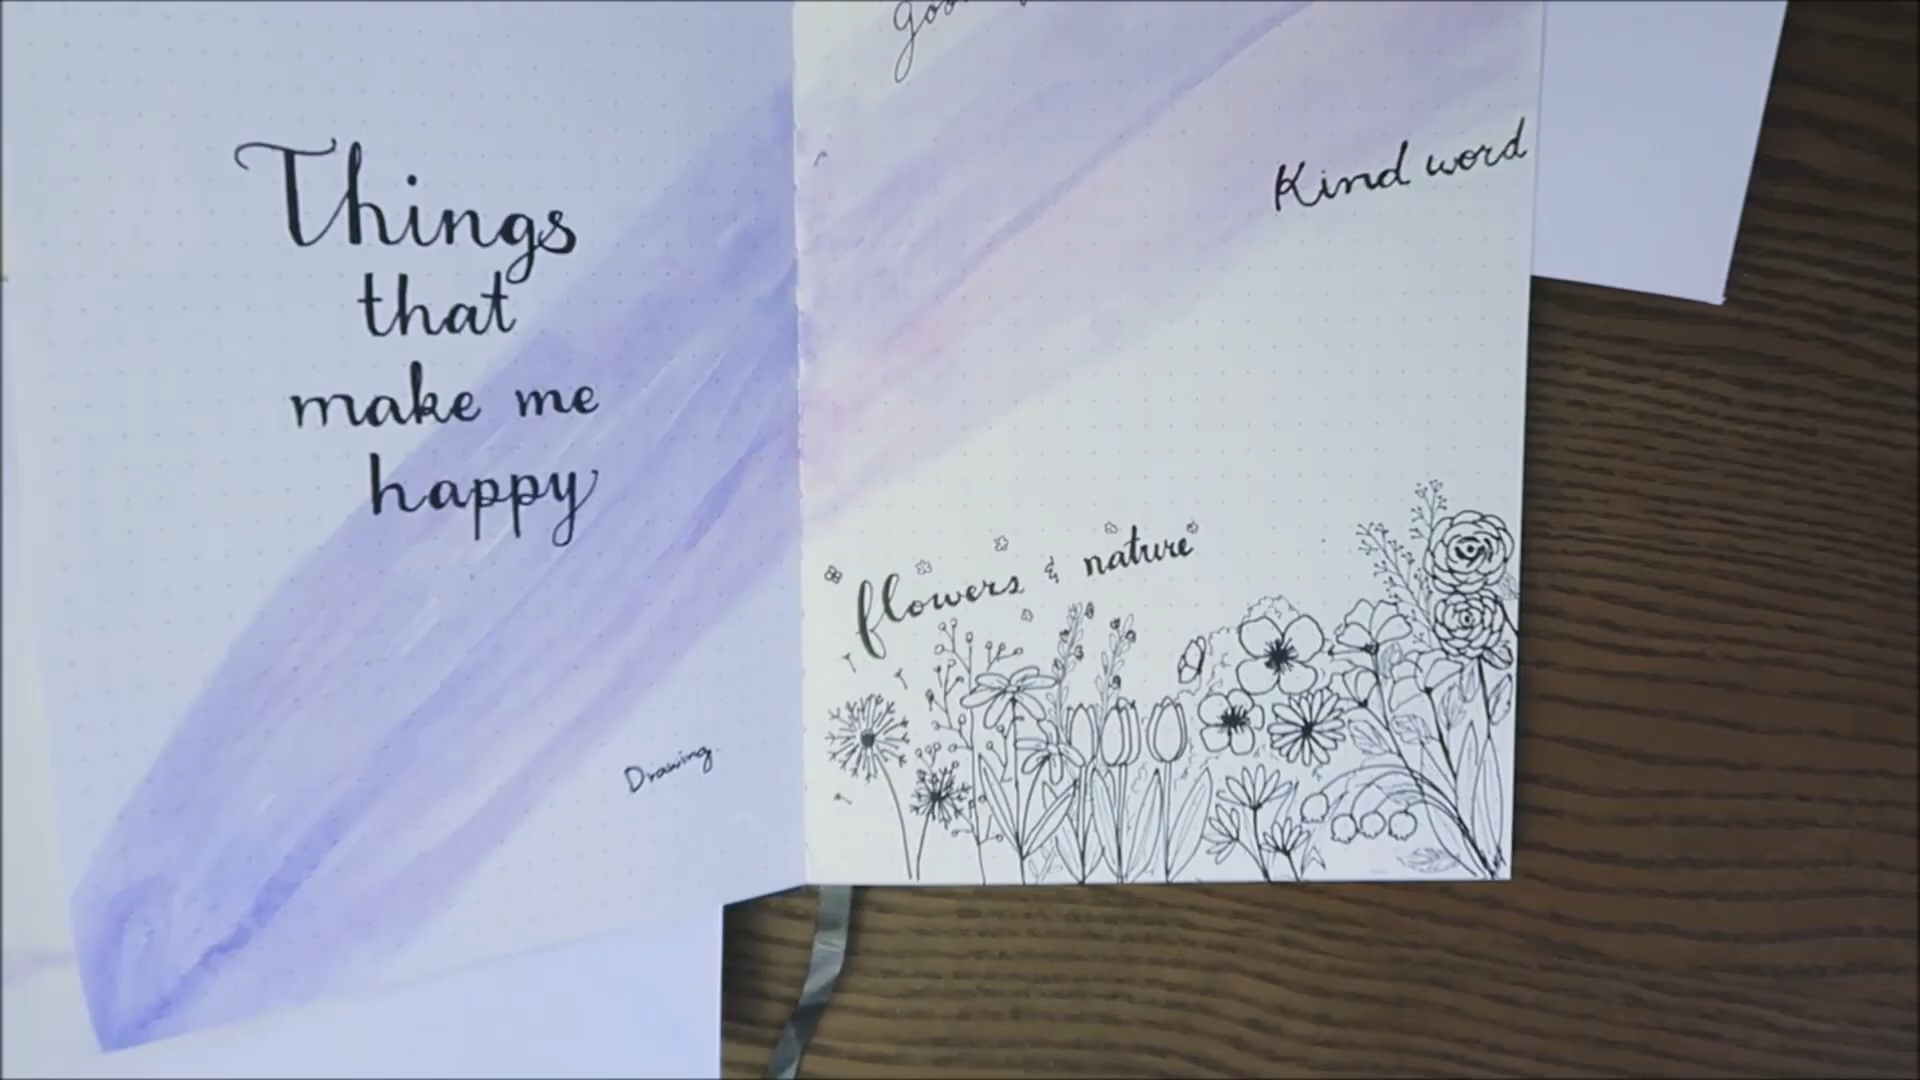 Things
that
make me
happy
Drawing
Kind word
flowers & nature